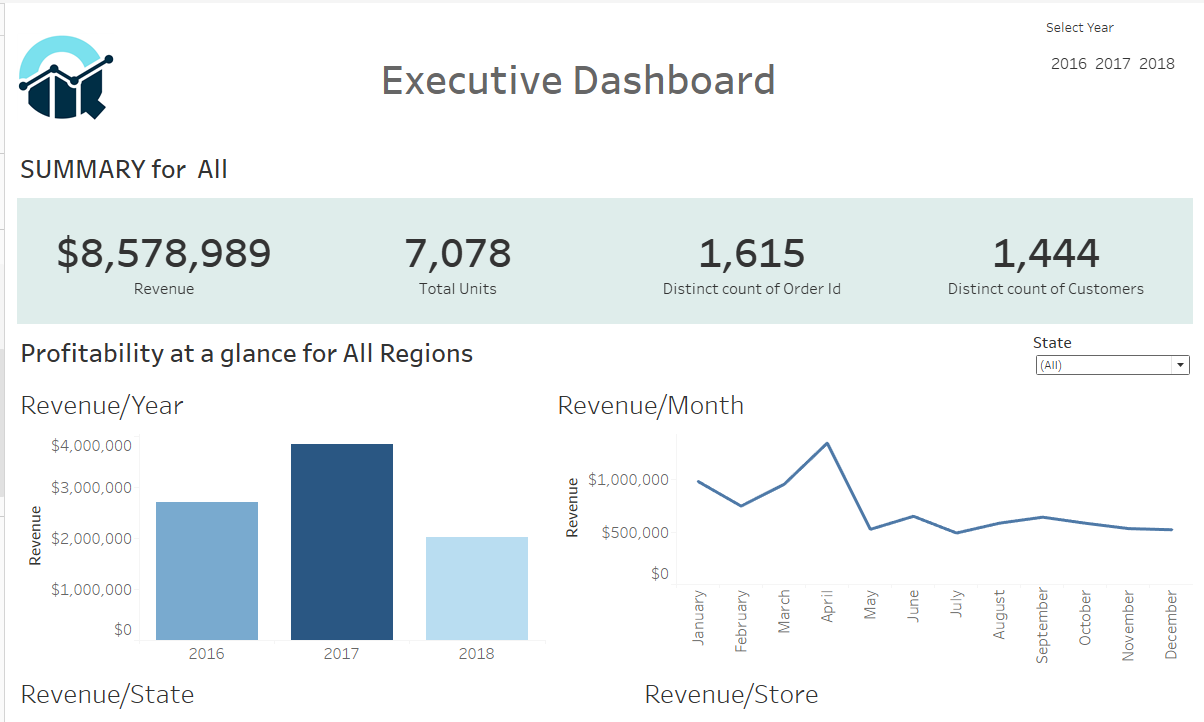 Select Year
2016 2017 2018
Executive Dashboard
SUMMARY for All
$8,578,989
Revenue
7,078
Total Units
1,615
Distinct count of Order Id
1,444
Distinct count of Customers
Profitability at a glance for All Regions
State
(All)
Revenue/Year
Revenue
$4,000,000
$3,000,000
$2,000,000
$1,000,000
$0
2016
2017
2018
Revenue/Month
Revenue
$1,000,000
$500,000
$0
January
February
March
April
May
June
July
August
September
October
November
December
Revenue/State
Revenue/Store